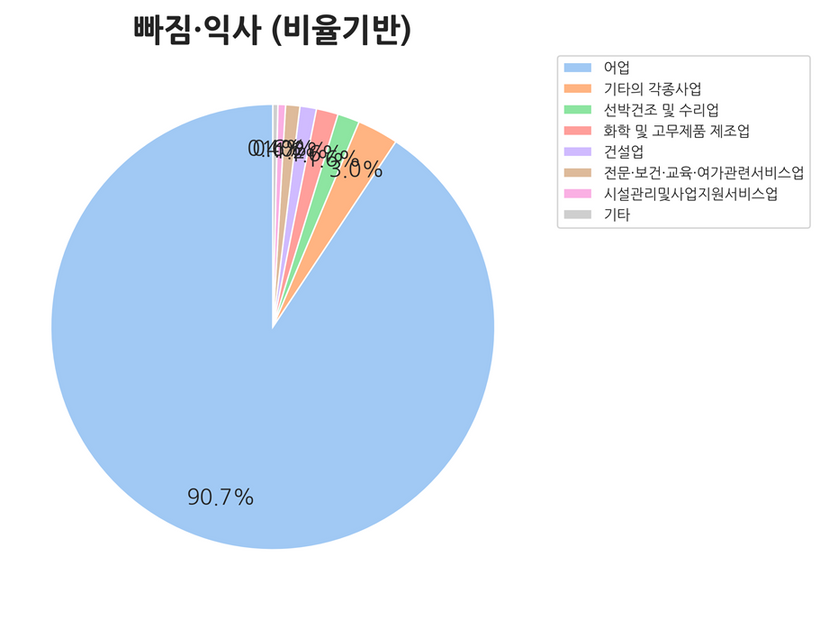 빠짐·익사 (비율기반)
어업
기타의 각종사업
선박건조 및 수리업
화학 및 고무제품 제조업
건설업
전문·보건·교육·여가관련서비스업
시설관리및사업지원서비스업
기타
3.0%
90.7%